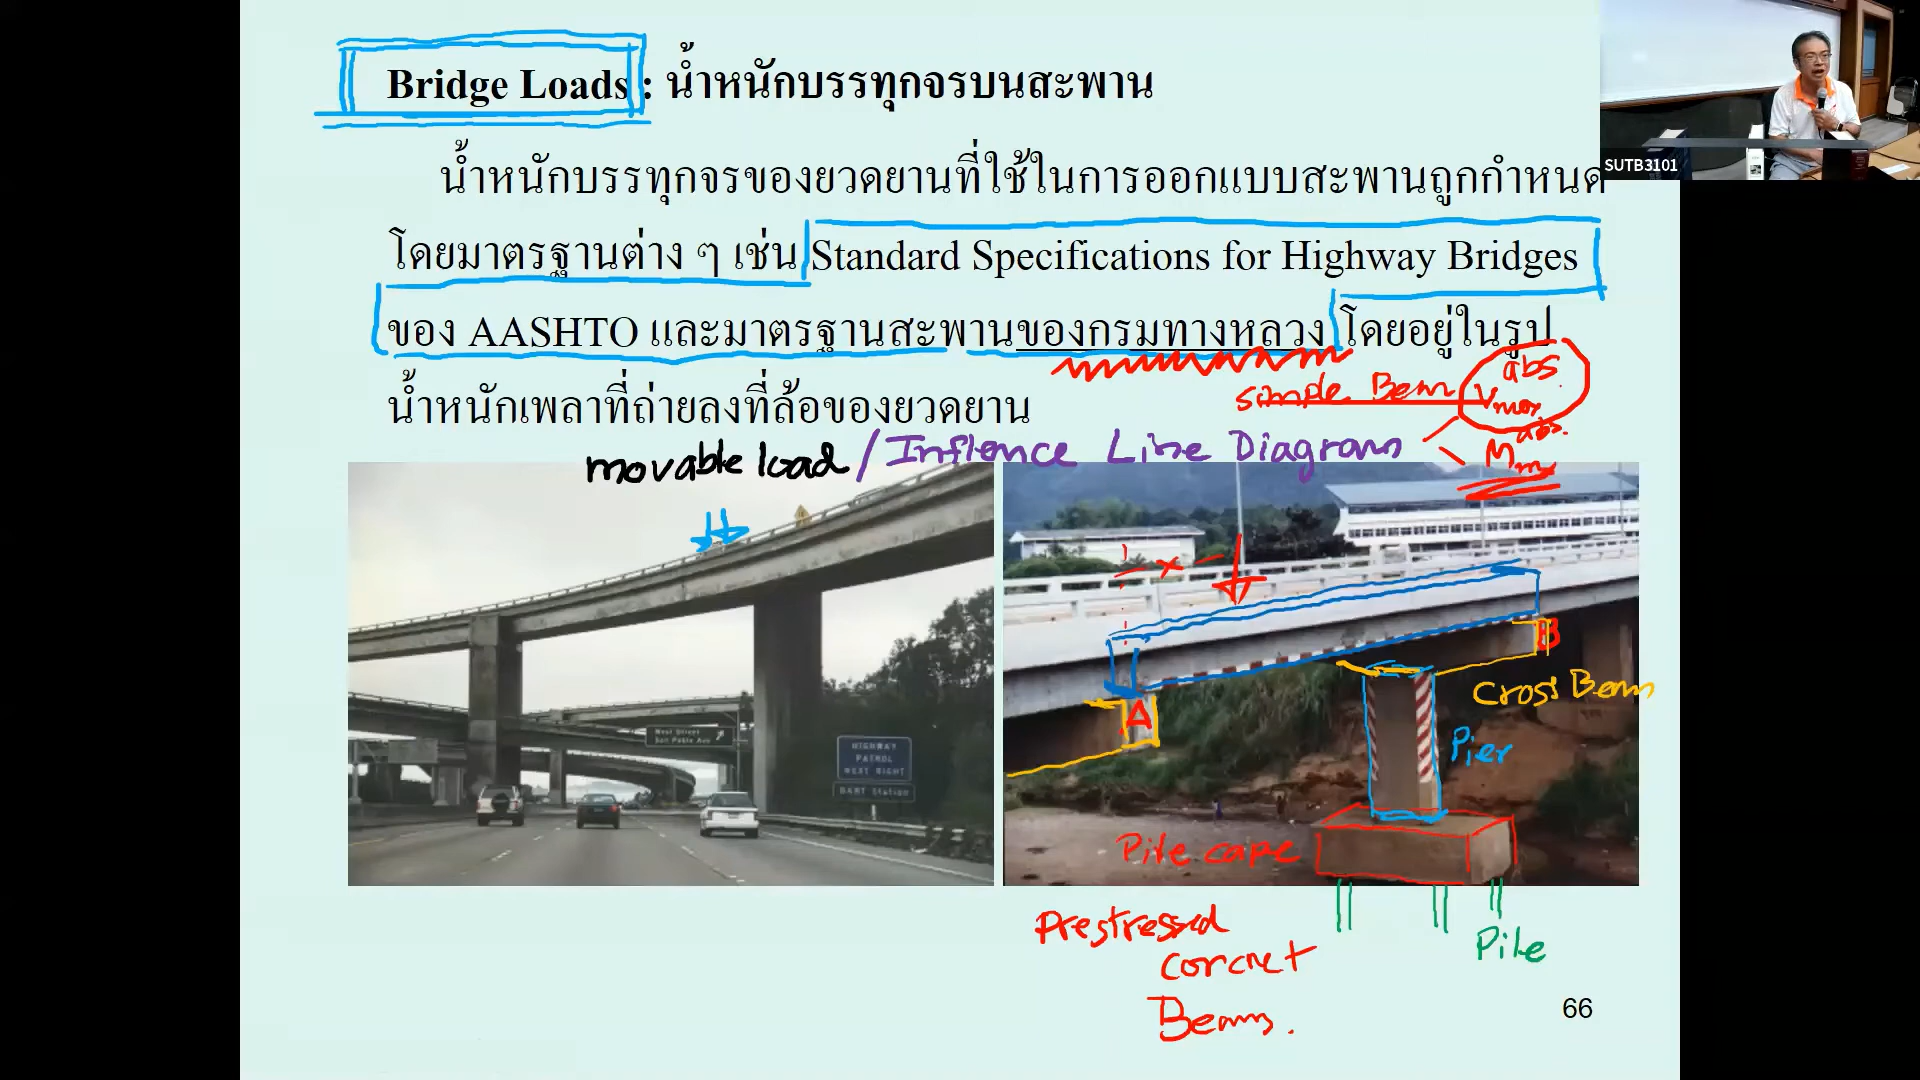 Bridge Loads : น้ำหนักบรรทุกจรบนสะพาน
SUTB3101
น้ำหนักบรรทุกจรของยวดยานที่ใช้ในการออกแบบสะพานถูกกำหนด
โดยมาตรฐานต่าง ๆ เช่น Standard Specifications for Highway Bridges
ของ AASHTO และมาตรฐานสะพานของกรมทางหลวง โดยอยู่ในรูป
น้ำหนักเพลาที่ถ่ายลงที่ล้อของยวดยาน
abs
simple Beam Vmax
abs.
movable load / Inflence Line Diagram
Mmx
x
B
Cross Beam
A
HIGHWAY
PATROL
NEXT RIGHT
BART Station
Pier
Pile cape
Prestressed
Pile
corcnet
Beams.
66